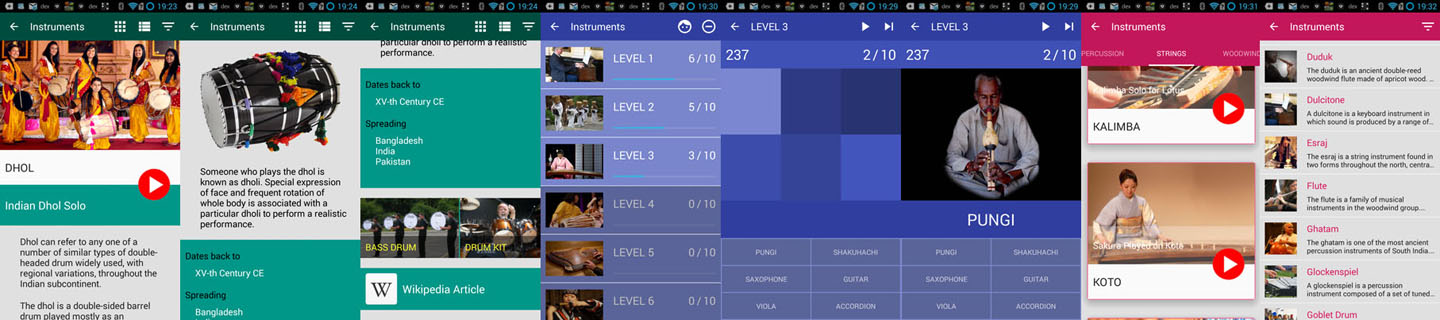 19:23
Instruments
DHOL
Indian Dhol Solo
Dhol can refer to any one of a
number of similar types of double-
headed drum widely used, with
regional variations, throughout the
Indian subcontinent.
The dhol is a double-sided barrel
drum played mostly as an
19:24
Instruments
Someone who plays the dhol is
known as dholi. Special expression
of face and frequent rotation of
whole body is associated with a
particular dholi to perform a realistic
performance.
Dates back to
XV-th Century CE
Spreading
Bangladesh
19:24
Instruments
particular dholi to perform a realistic
performance.
Dates back to
XV-th Century CE
Spreading
Bangladesh
India
Pakistan
BASS DRUM
DRUM KIT
W Wikipedia Article
19:30
Instruments
LEVEL 1 6/10
LEVEL 2 5/10
LEVEL 3 3/10
LEVEL 4 0/10
LEVEL 5 0/10
LEVEL 6 0/10
19:29
LEVEL 3
237 2/10
PUNGI SHAKUHACHI
SAXOPHONE GUITAR
VIOLA ACCORDION
19:29
LEVEL 3
237 2/10
PUNGI
PUNGI SHAKUHACHI
SAXOPHONE GUITAR
VIOLA ACCORDION
19:31
Instruments
PERCUSSION STRINGS WOODWIND
Kalimba Solo for Lotus
KALIMBA
Sakura Played on Koto
KOTO
19:32
Instruments
Duduk
The duduk is an ancient double-reed
woodwind flute made of apricot wood. ...
Dulcitone
A dulcitone is a keyboard instrument in
which sound is produced by a range of...
Esraj
The esraj is a string instrument found in
two forms throughout the north, centra...
Flute
The flute is a family of musical
instruments in the woodwind group....
Ghatam
The ghatam is one of the most ancient
percussion instruments of South India...
Glockenspiel
A glockenspiel is a percussion
instrument composed of a set of tuned...
Goblet Drum